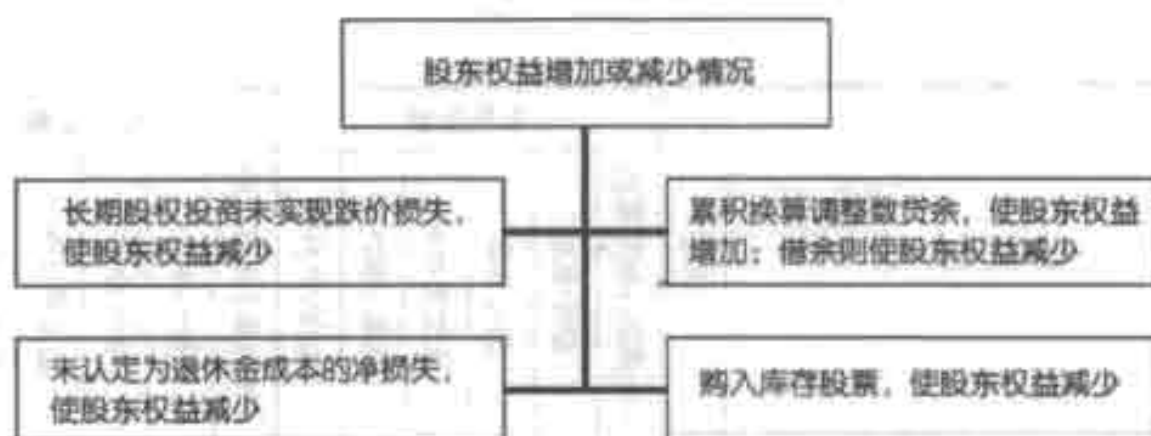 股东权益增加或减少情况
长期股权投资未实现跌价损失,
使股东权益减少
累积换算调整数贷余,使股东权益
增加;借余则使股东权益减少
未认定为退休金成本的净损失,
使股东权益减少
购入库存股票,使股东权益减少